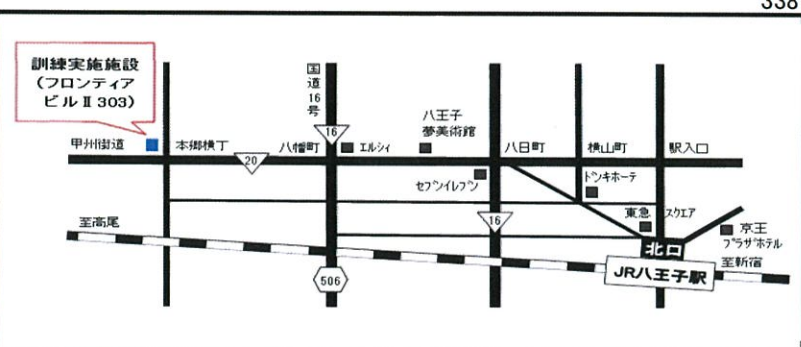 338
訓練実施施設
(フロンティア
ビルⅡ303)
国道16号
八王子
夢美術館
甲州街道
本郷横丁
八幡町
16
エルシィ
八日町
横山町
駅入口
20
セブンイレブン
ドンキホーテ
至高尾
16
東急 スクエア
京王
プラザホテル
北口
至新宿
JR八王子駅
506